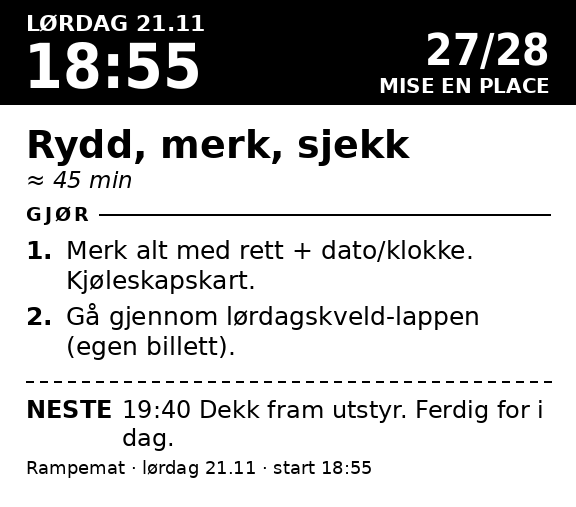 LØRDAG 21.11
18:55
27/28
MISE EN PLACE
Rydd, merk, sjekk
≈ 45 min
GJØR
1. Merk alt med rett + dato/klokke.
Kjøleskapskart.
2. Gå gjennom lørdagskveld-lappen
(egen billett).
NESTE 19:40 Dekk fram utstyr. Ferdig for i
dag.
Rampemat · lørdag 21.11 · start 18:55